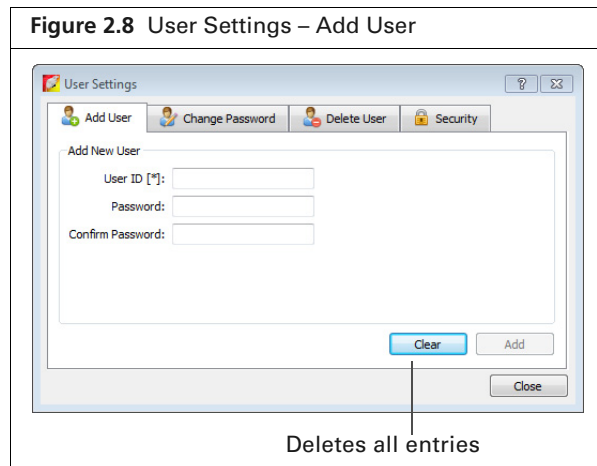 Figure 2.8 User Settings – Add User
User Settings
Add User Change Password Delete User Security
Add New User
User ID [*]:
Password:
Confirm Password:
Clear Add
Close
Deletes all entries